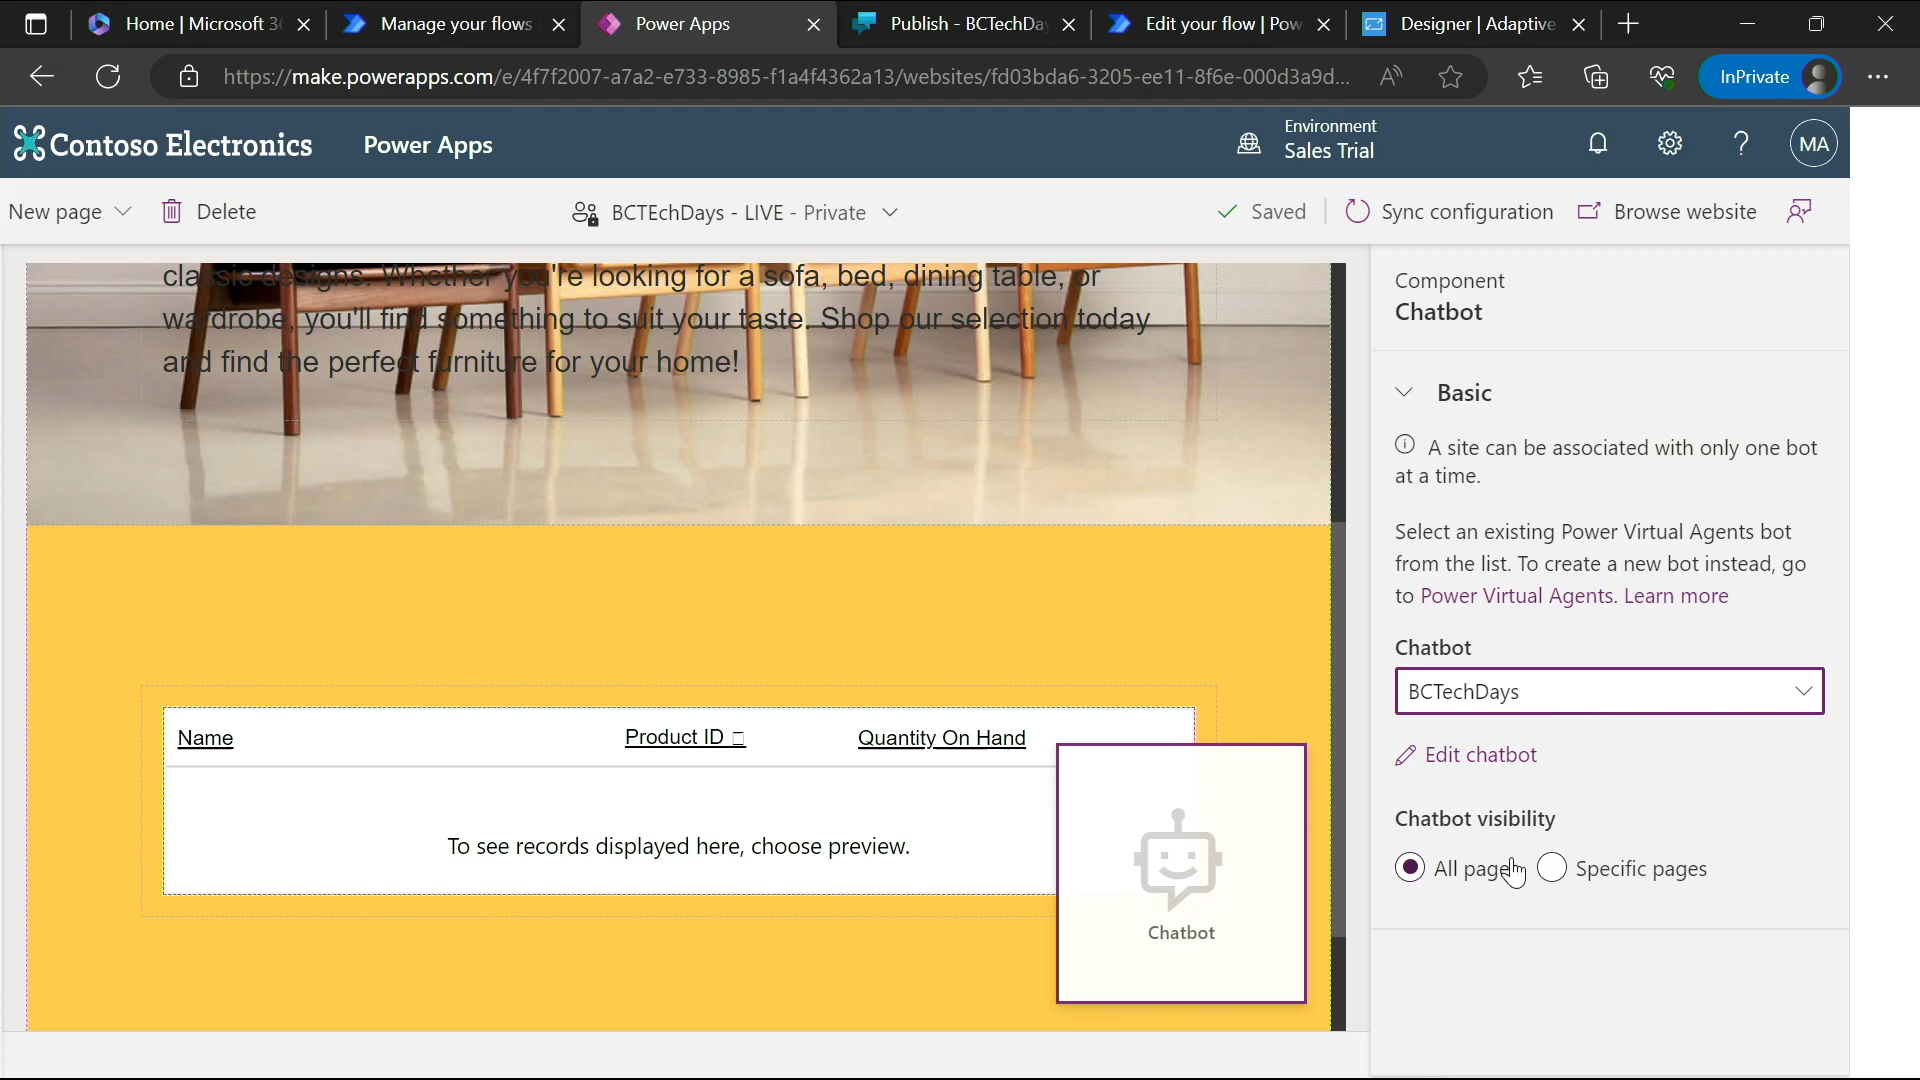 Home | Microsoft 36
Manage your flows
Power Apps
Publish - BCTechDay
Edit your flow | Pow
Designer | Adaptive
https://make.powerapps.com/e/4f7f2007-a7a2-e733-8985-f1a4f4362a13/websites/fd03bda6-3205-ee11-8f6e-000d3a9d...
InPrivate
Contoso Electronics
Power Apps
Environment
Sales Trial
MA
New page
Delete
BCTEchDays - LIVE - Private
Saved
Sync configuration
Browse website
classic designs. Whether you're looking for a sofa, bed, dining table, or
wardrobe, you'll find something to suit your taste. Shop our selection today
and find the perfect furniture for your home!
Name
Product ID
Quantity On Hand
To see records displayed here, choose preview.
Chatbot
Component
Chatbot
Basic
A site can be associated with only one bot
at a time.
Select an existing Power Virtual Agents bot
from the list. To create a new bot instead, go
to Power Virtual Agents. Learn more
Chatbot
BCTechDays
Edit chatbot
Chatbot visibility
All pages
Specific pages